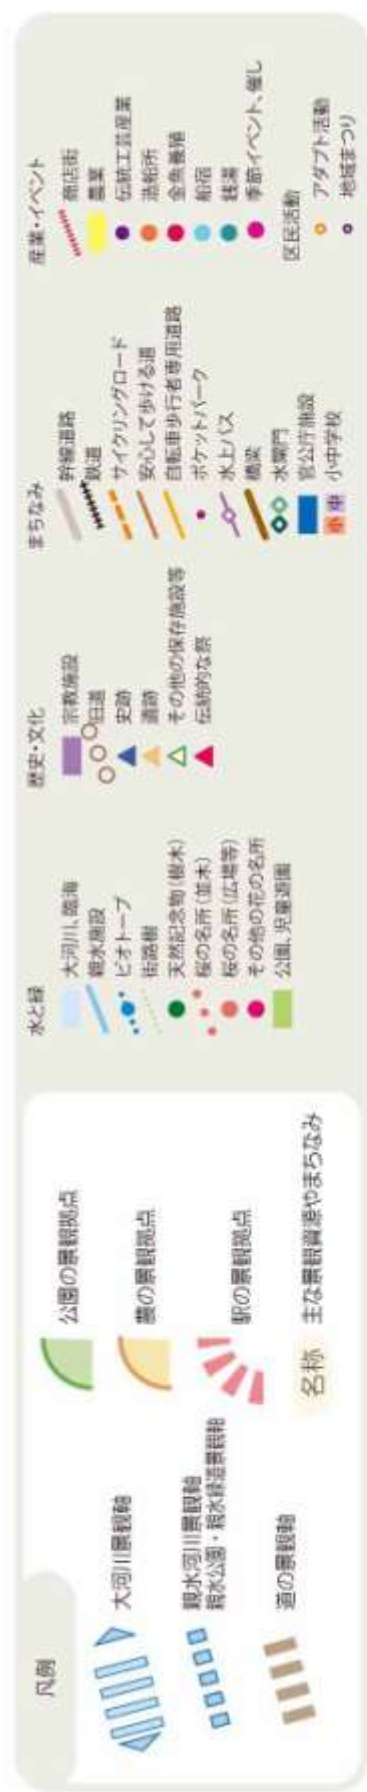 凡例
大河川景観軸
親水河川景観軸
親水公園・親水緑道景観軸
道の景観軸
公園の景観拠点
農の景観拠点
駅の景観拠点
名称
主な景観資源やまちなみ
水と緑
大河川、臨海
親水施設
ビオトープ
街路樹
天然記念物(樹木)
桜の名所(並木)
桜の名所(広場等)
その他の花の名所
公園、児童遊園
歴史・文化
宗教施設
旧道
史跡
遺跡
その他の保存施設等
伝統的な祭
まちなみ
幹線道路
鉄道
サイクリングロード
安心して歩ける道
自転車歩行者専用道路
ポケットパーク
水上バス
橋梁
水閘門
官公庁施設
小 中
小中学校
産業・イベント
商店街
農業
伝統工芸産業
造船所
金魚養殖
船宿
銭湯
季節イベント、催し
区民活動
アダプト活動
地域まつり